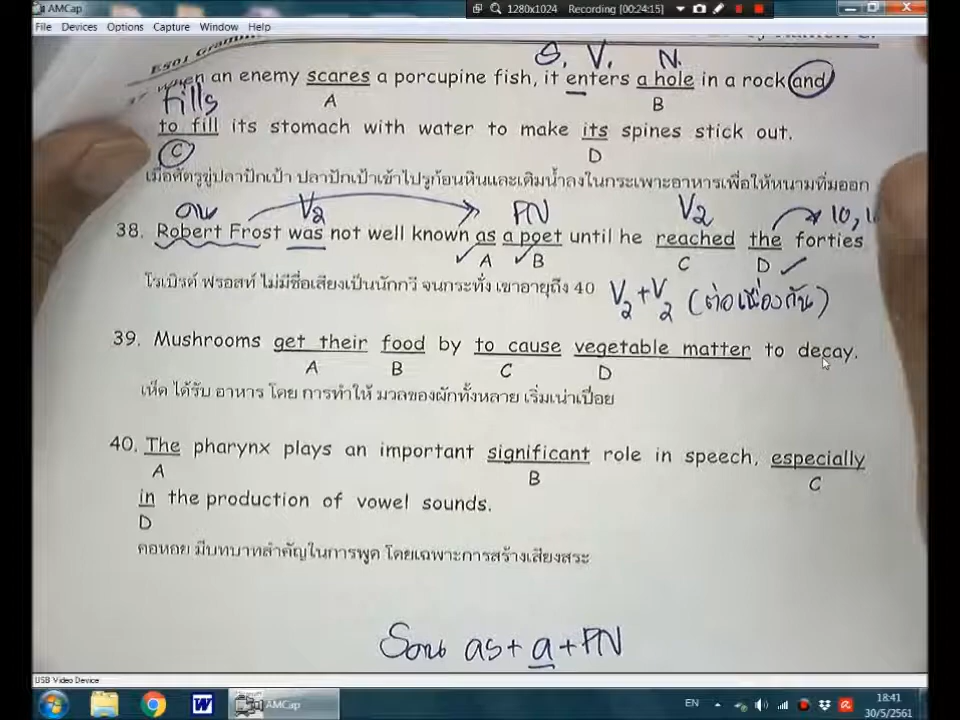 AMCap
1280x1024 Recording [00:24:15]
File Devices Options Capture Window Help
E501
S. V. N.
When an enemy scares a porcupine fish, it enters a hole in a rock and
A B
fills
to fill its stomach with water to make its spines stick out.
C D
เมื่อศัตรูขู่ปลาปักเป้า ปลาปักเป้าเข้าไปรูก้อนหินและเติมน้ำลงในกระเพาะอาหารเพื่อให้หนามทิ่มออก
V2 PN V2 10,
38. Robert Frost was not well known as a poet until he reached the forties
A B C D
โรเบิร์ต ฟรอสท์ ไม่มีชื่อเสียงเป็นนักกวี จนกระทั่ง เขาอายุถึง 40
V2 + V2 (ต่อเนื่องกัน)
39. Mushrooms get their food by to cause vegetable matter to decay.
A B C D
เห็ด ได้รับ อาหาร โดย การทำให้ มวลของผักทั้งหลาย เริ่มเน่าเปื่อย
40. The pharynx plays an important significant role in speech, especially
A B C
in the production of vowel sounds.
D
คอหอย มีบทบาทสำคัญในการพูด โดยเฉพาะการสร้างเสียงสระ
as + a + PN
USB Video Device
AMCap
EN
18:41
30/5/2561